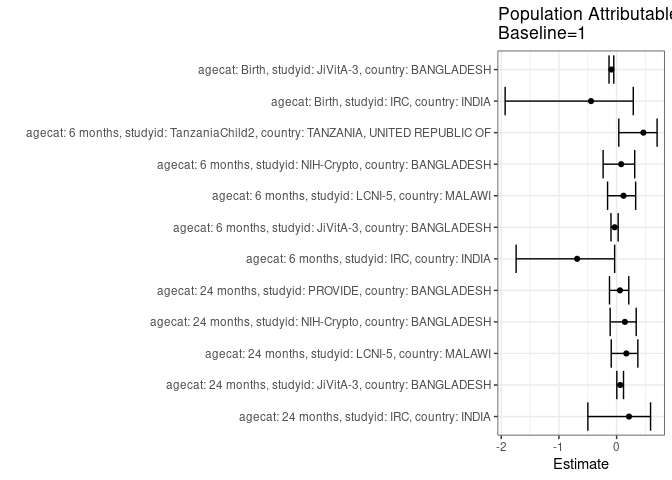 Population Attributable
Baseline=1
agecat: Birth, studyid: JiVitA-3, country: BANGLADESH
agecat: Birth, studyid: IRC, country: INDIA
agecat: 6 months, studyid: TanzaniaChild2, country: TANZANIA, UNITED REPUBLIC OF
agecat: 6 months, studyid: NIH-Crypto, country: BANGLADESH
agecat: 6 months, studyid: LCNI-5, country: MALAWI
agecat: 6 months, studyid: JiVitA-3, country: BANGLADESH
agecat: 6 months, studyid: IRC, country: INDIA
agecat: 24 months, studyid: PROVIDE, country: BANGLADESH
agecat: 24 months, studyid: NIH-Crypto, country: BANGLADESH
agecat: 24 months, studyid: LCNI-5, country: MALAWI
agecat: 24 months, studyid: JiVitA-3, country: BANGLADESH
agecat: 24 months, studyid: IRC, country: INDIA
-2 -1 0
Estimate